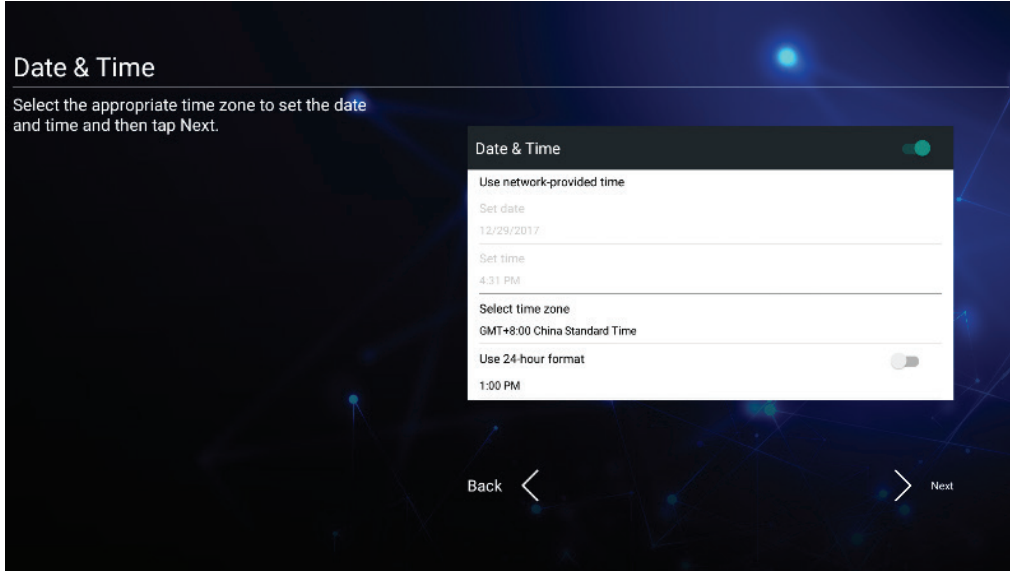 Date & Time
Select the appropriate time zone to set the date
and time and then tap Next.
Date & Time
Use network-provided time
Set date
12/29/2017
Set time
4:31 PM
Select time zone
GMT+8:00 China Standard Time
Use 24-hour format
1:00 PM
Back
Next